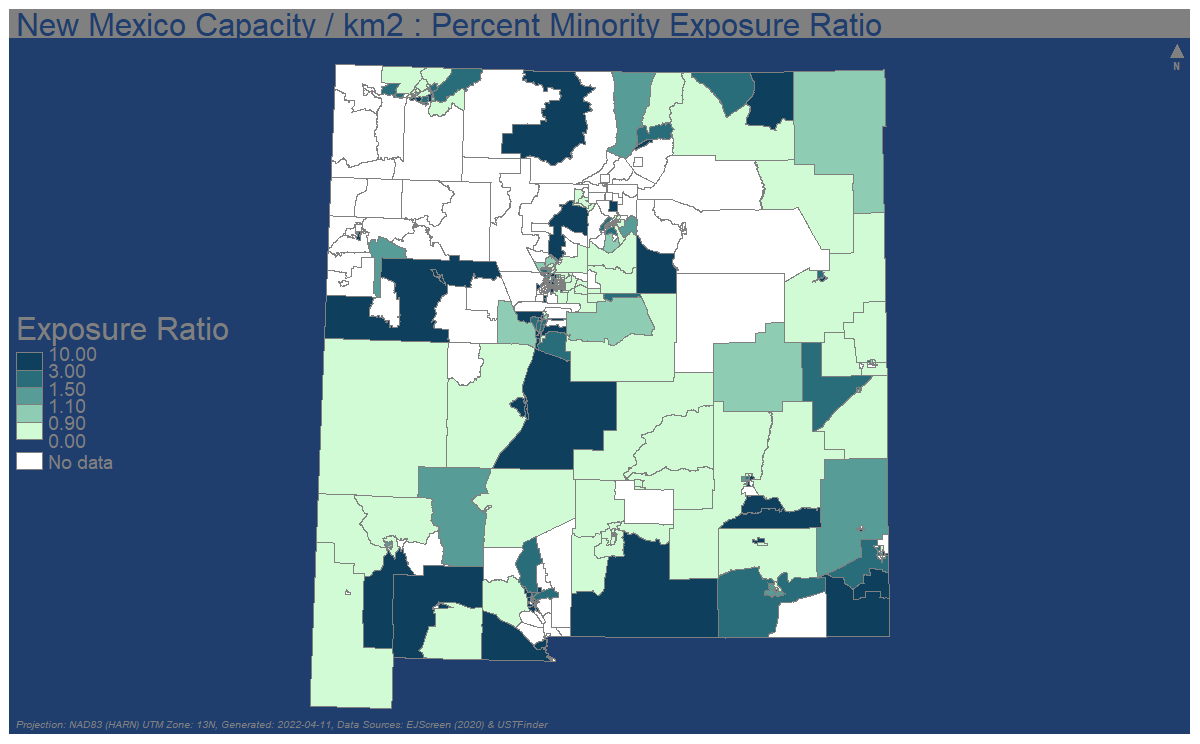 New Mexico Capacity / km2 : Percent Minority Exposure Ratio
N
Exposure Ratio
10.00
3.00
1.50
1.10
0.90
0.00
No data
Projection: NAD83 (HARN) UTM Zone: 13N, Generated: 2022-04-11, Data Sources: EJScreen (2020) & USTFinder